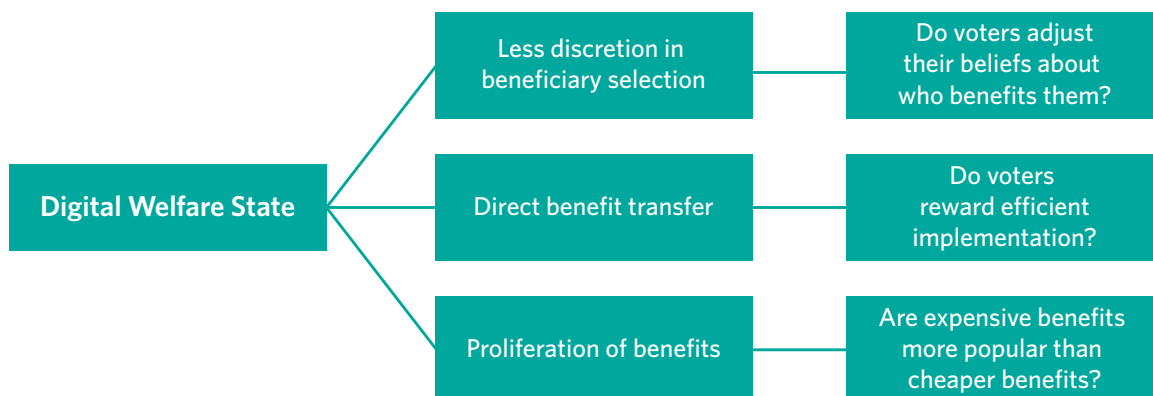 Less discretion in
beneficiary selection
Do voters adjust
their beliefs about
who benefits them?
Digital Welfare State
Direct benefit transfer
Do voters
reward efficient
implementation?
Proliferation of benefits
Are expensive benefits
more popular than
cheaper benefits?